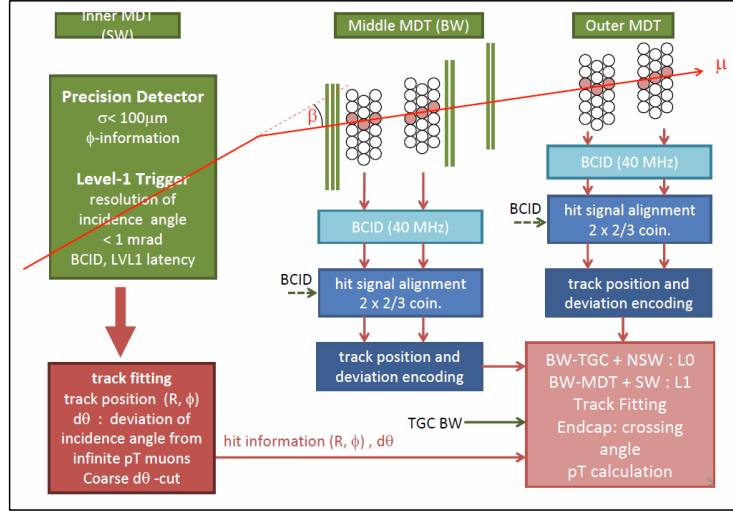 Inner MDT
(SW)
Middle MDT (BW)
Outer MDT
Precision Detector
σ< 100μm
ϕ-information
Level-1 Trigger
resolution of
incidence angle
< 1 mrad
BCID, LVL1 latency
β
μ
BCID (40 MHz)
BCID
hit signal alignment
2 x 2/3 coin.
track position and
deviation encoding
BCID (40 MHz)
BCID
hit signal alignment
2 x 2/3 coin.
track position and
deviation encoding
track fitting
track position (R, ϕ)
dθ : deviation of
incidence angle from
infinite pT muons
Coarse dθ -cut
hit information (R, ϕ) , dθ
TGC BW
BW-TGC + NSW : L0
BW-MDT + SW : L1
Track Fitting
Endcap: crossing
angle
pT calculation
5